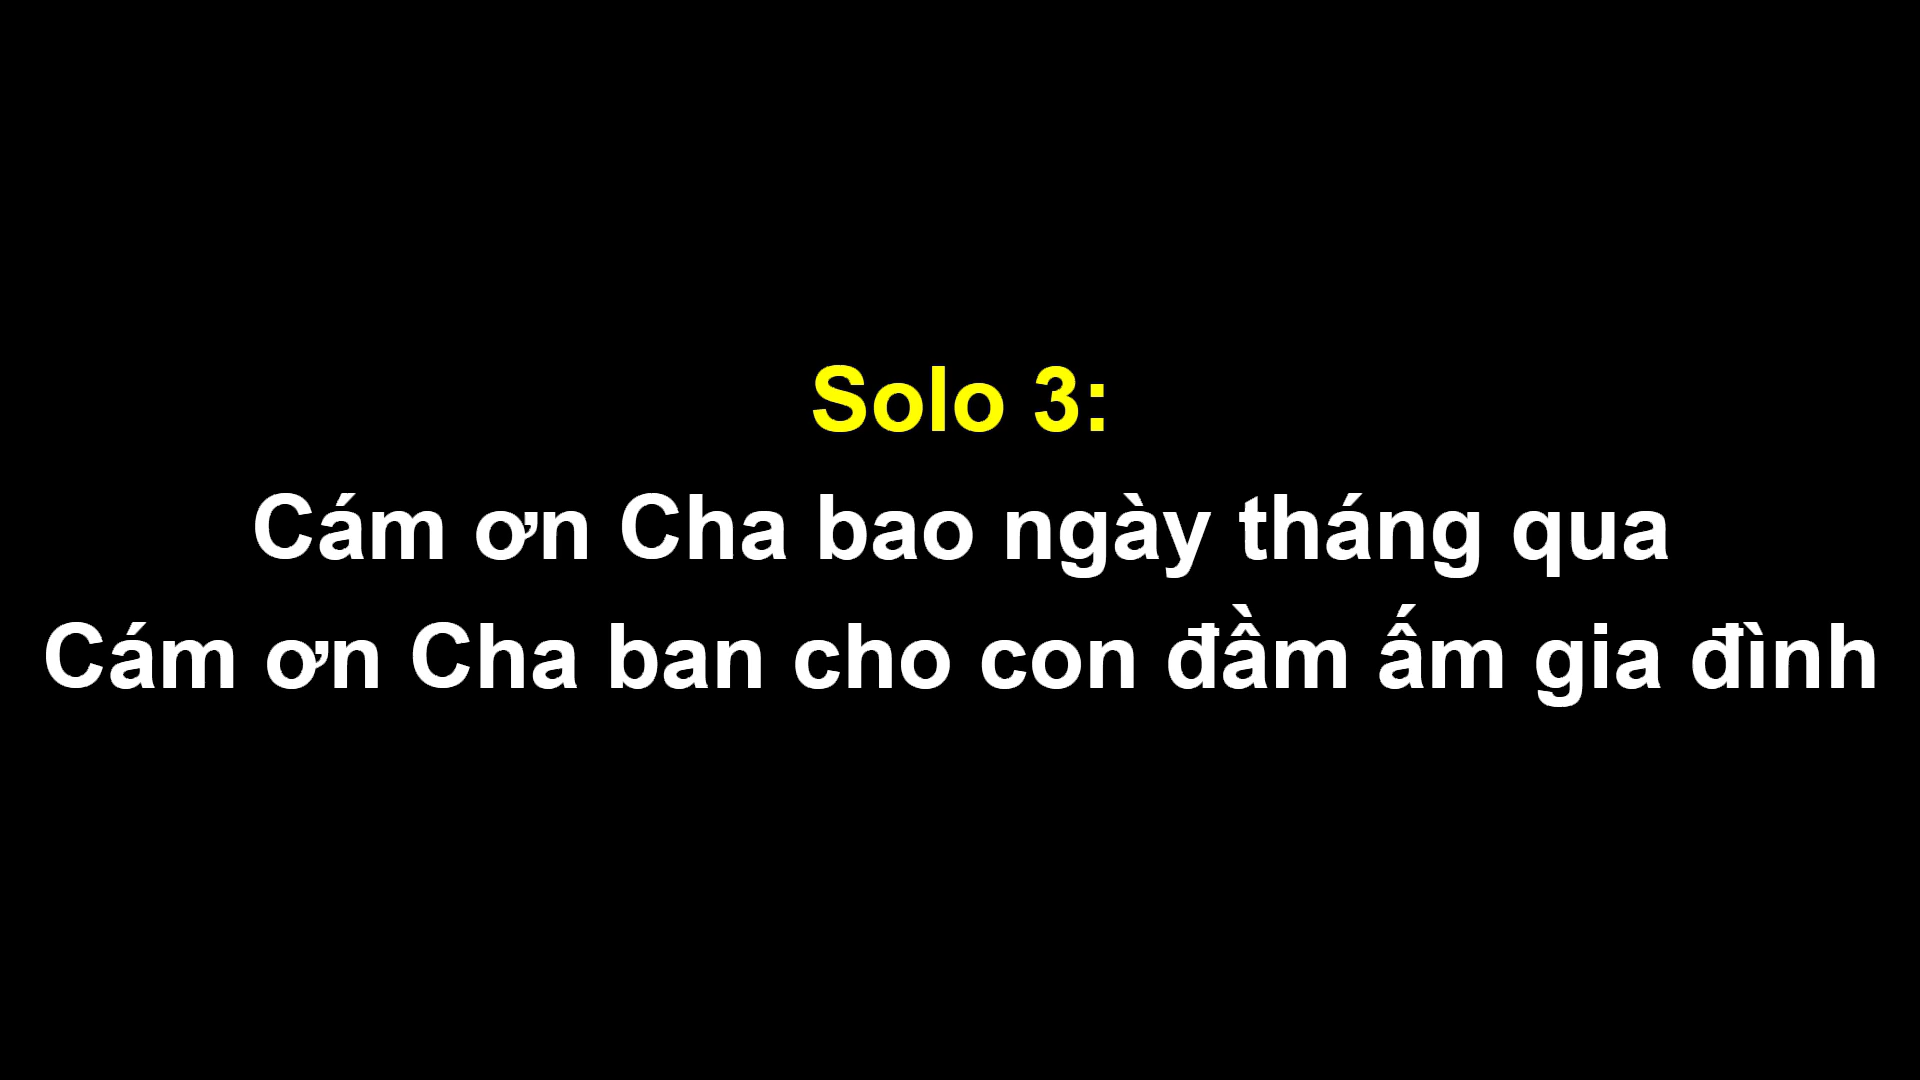 Solo 3:
Cám ơn Cha bao ngày tháng qua
Cám ơn Cha ban cho con đầm ấm gia đình